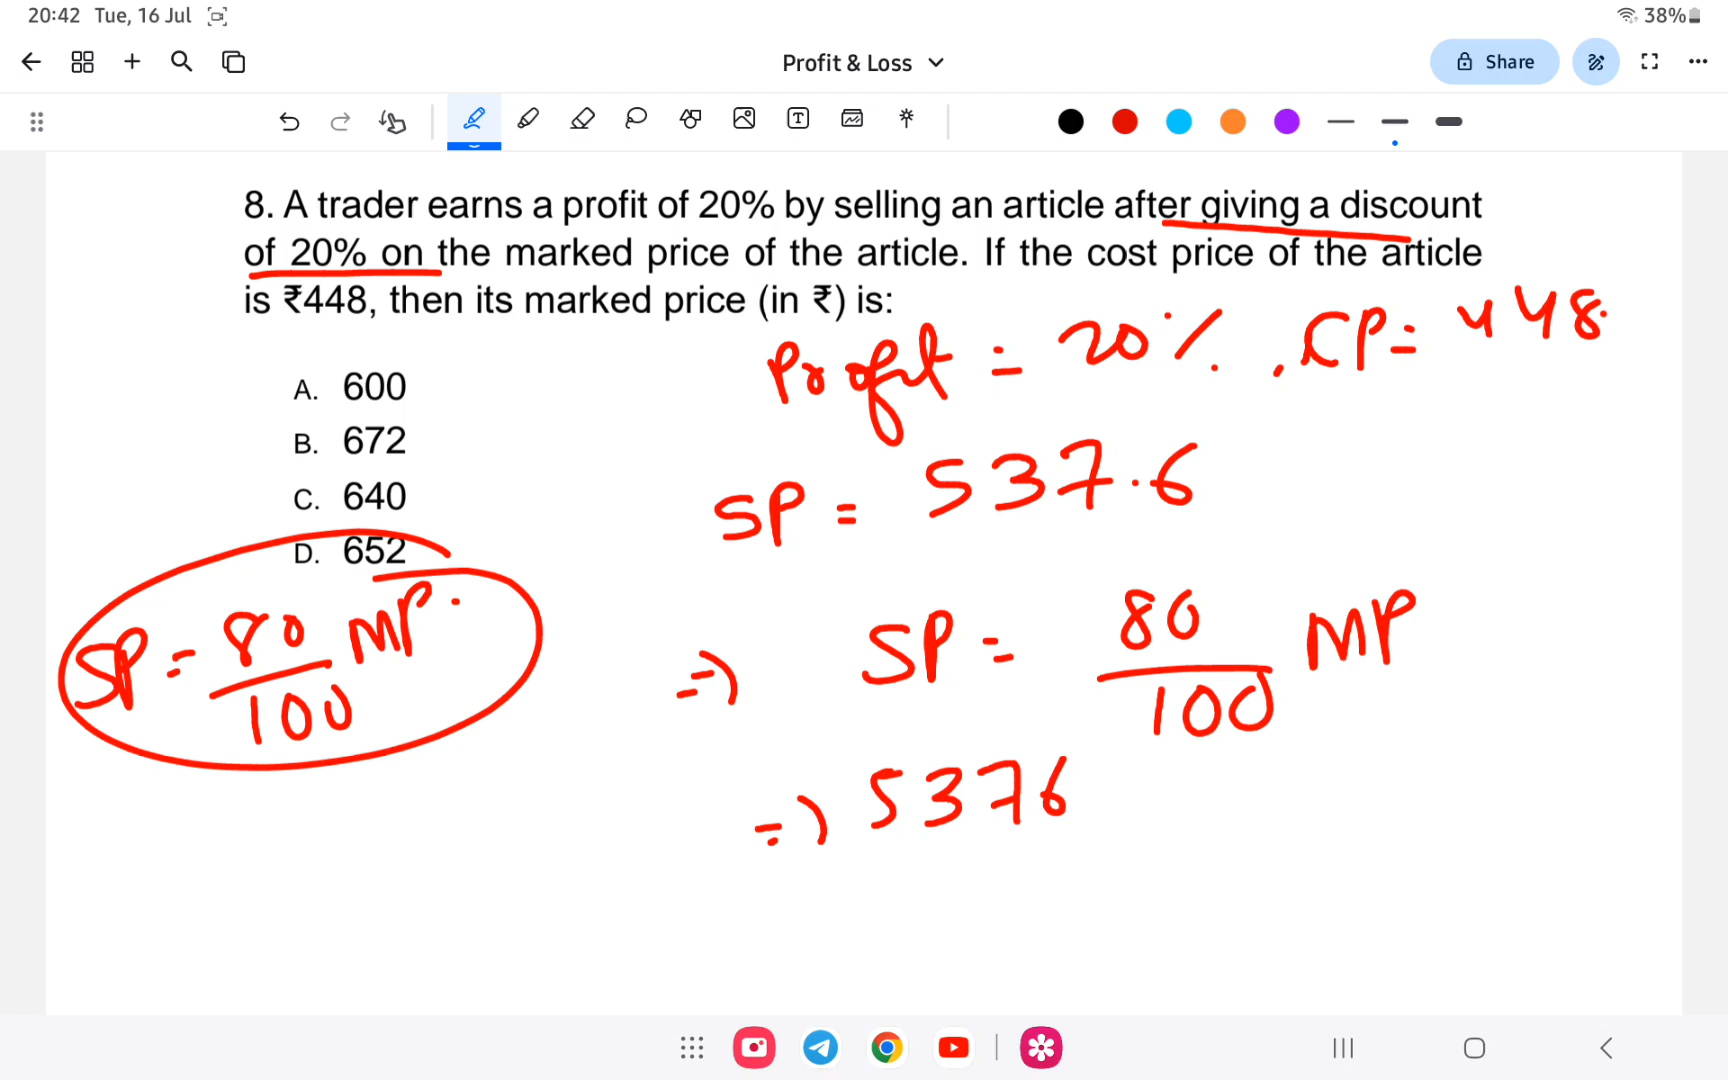 20:42 Tue, 16 Jul
38%
Profit & Loss
Share
8. A trader earns a profit of 20% by selling an article after giving a discount
of 20% on the marked price of the article. If the cost price of the article
is ₹448, then its marked price (in ₹) is:
Profit = 20%. CP = 448.
A. 600
B. 672
C. 640
D. 652
SP = 537.6
SP = 80/100 MP.
=) SP = 80/100 MP
=) 5376